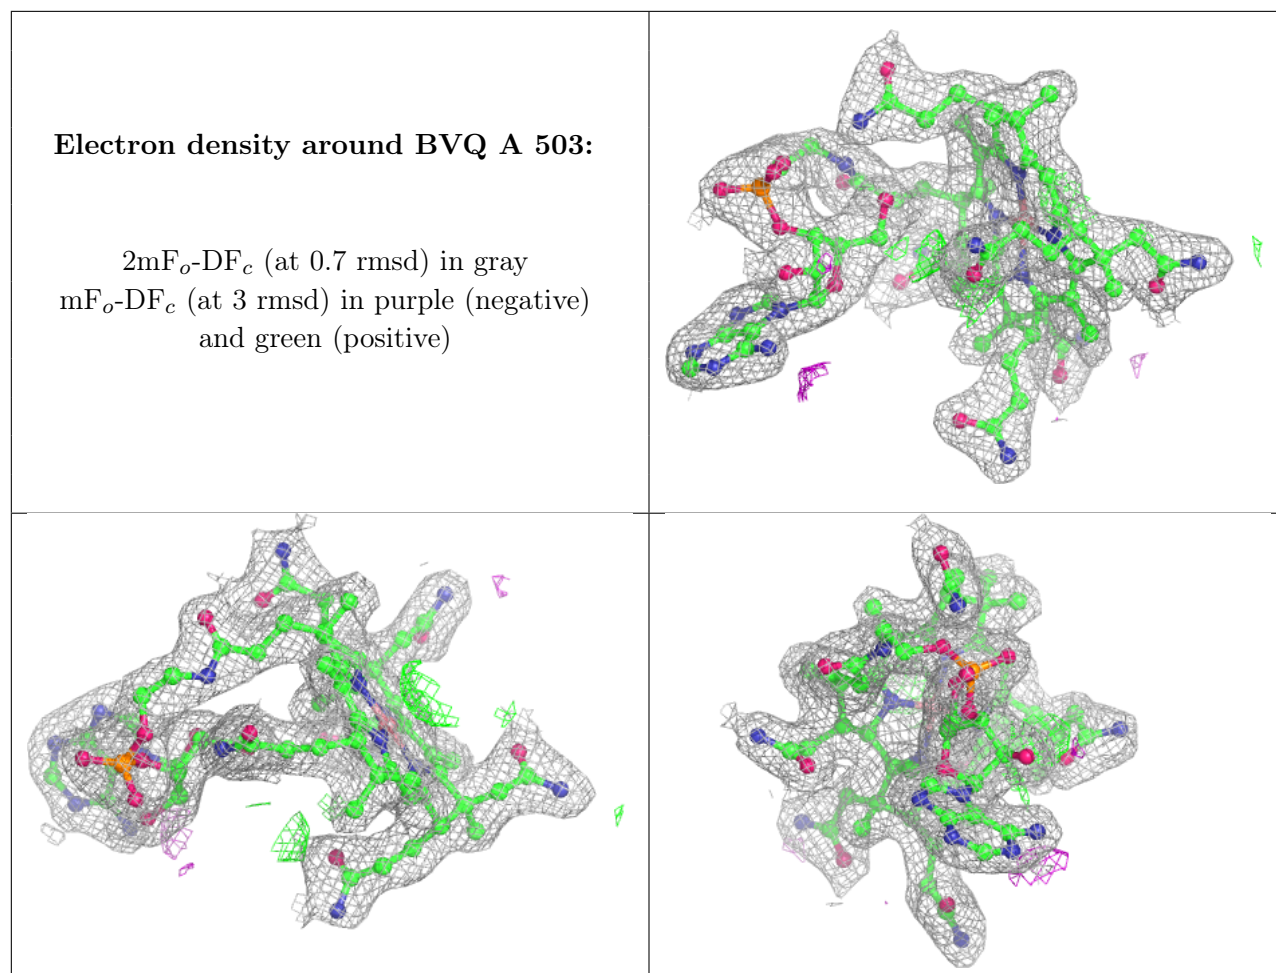 Electron density around BVQ A 503:
2mFo-DFc (at 0.7 rmsd) in gray
mFo-DFc (at 3 rmsd) in purple (negative)
and green (positive)